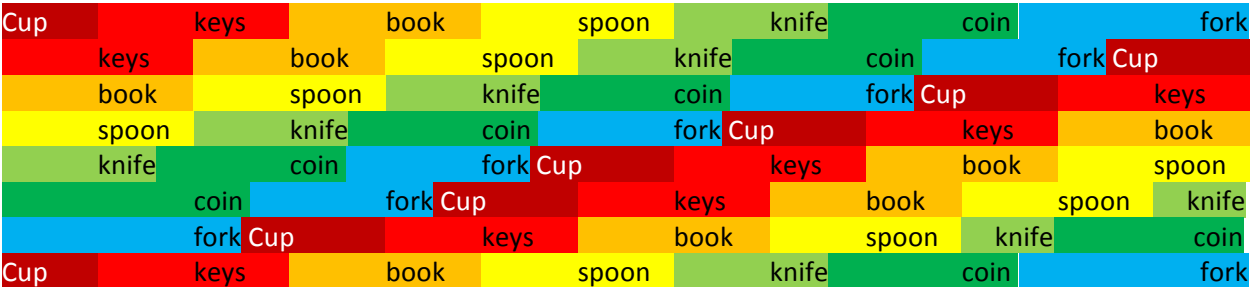 Cup keys book spoon knife coin fork
keys book spoon knife coin fork Cup
book spoon knife coin fork Cup keys
spoon knife coin fork Cup keys book
knife coin fork Cup keys book spoon
coin fork Cup keys book spoon knife
fork Cup keys book spoon knife coin
Cup keys book spoon knife coin fork